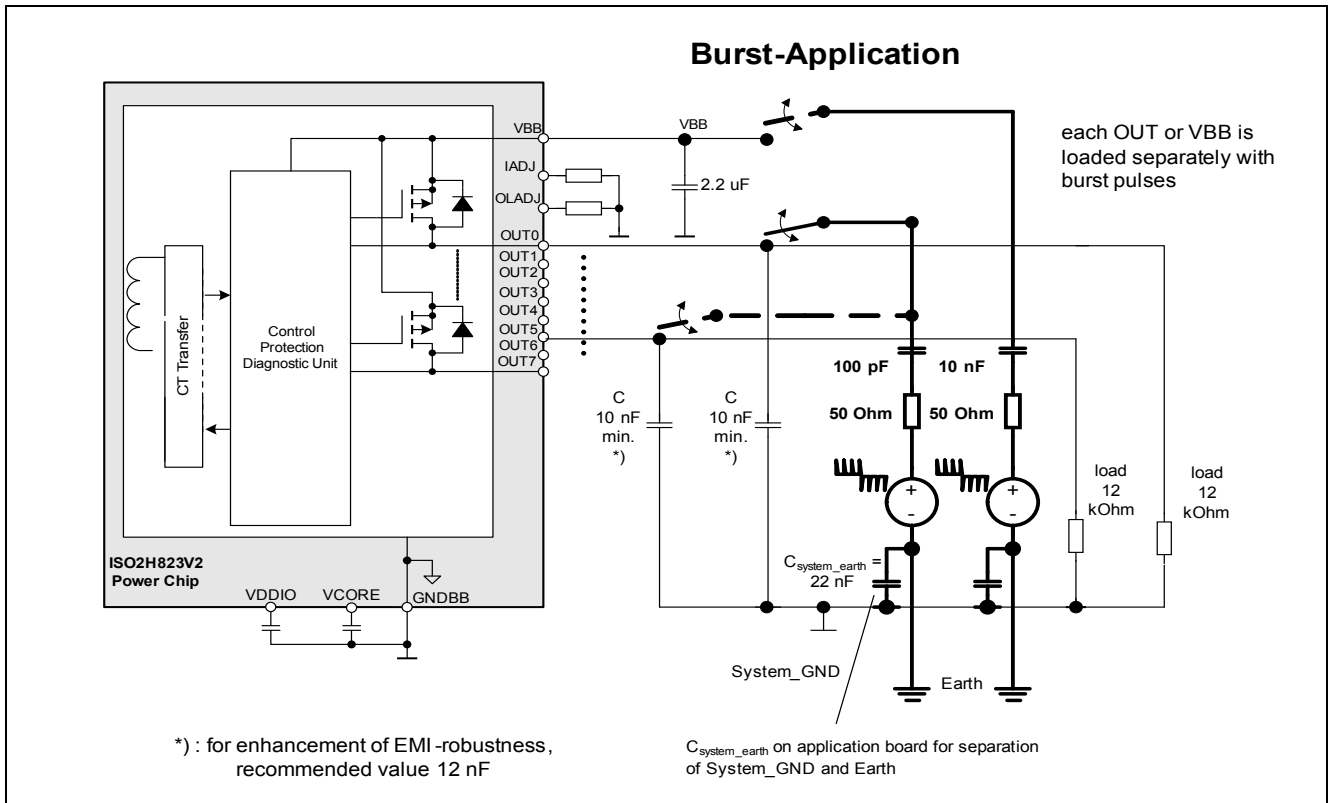 Burst-Application
each OUT or VBB is
loaded separately with
burst pulses
VBB
VBB
IADJ
2.2 uF
OLADJ
OUT0
OUT1
OUT2
OUT3
OUT4
OUT5
OUT6
OUT7
CT Transfer
Control
Protection
Diagnostic Unit
100 pF
10 nF
C
10 nF
min.
*)
C
10 nF
min.
*)
50 Ohm
50 Ohm
+
-
+
-
load
12
kOhm
load
12
kOhm
ISO2H823V2
Power Chip
VDDIO
VCORE
GNDBB
Csystem_earth =
22 nF
System_GND
Earth
*) : for enhancement of EMI-robustness,
recommended value 12 nF
Csystem_earth on application board for separation
of System_GND and Earth